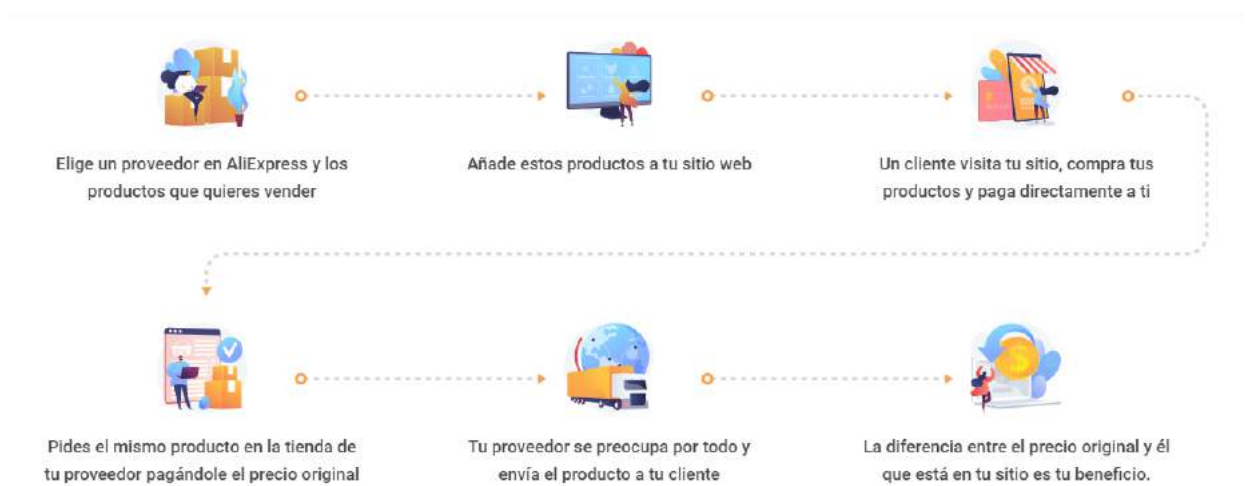 Elige un proveedor en AliExpress y los
productos que quieres vender
Añade estos productos a tu sitio web
Un cliente visita tu sitio, compra tus
productos y paga directamente a ti
Pides el mismo producto en la tienda de
tu proveedor pagándole el precio original
Tu proveedor se preocupa por todo y
envía el producto a tu cliente
La diferencia entre el precio original y él
que está en tu sitio es tu beneficio.